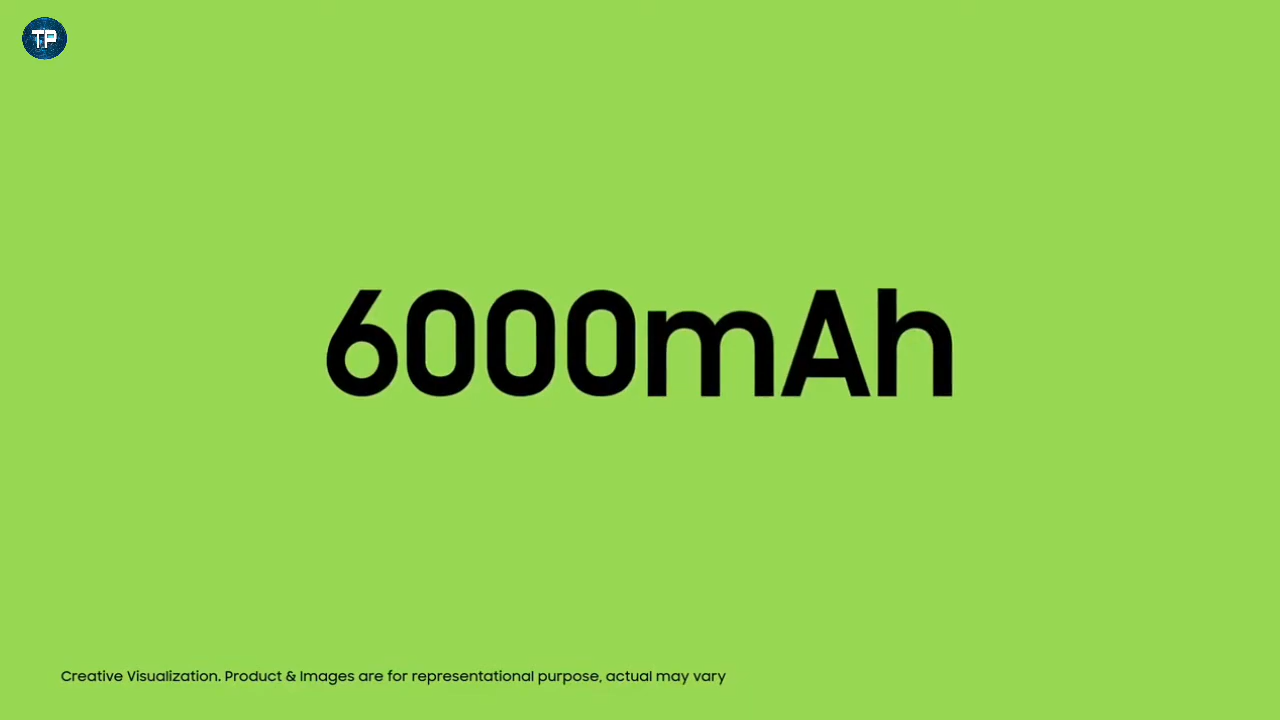 TP
6000mAh
Creative Visualization. Product & Images are for representational purpose, actual may vary